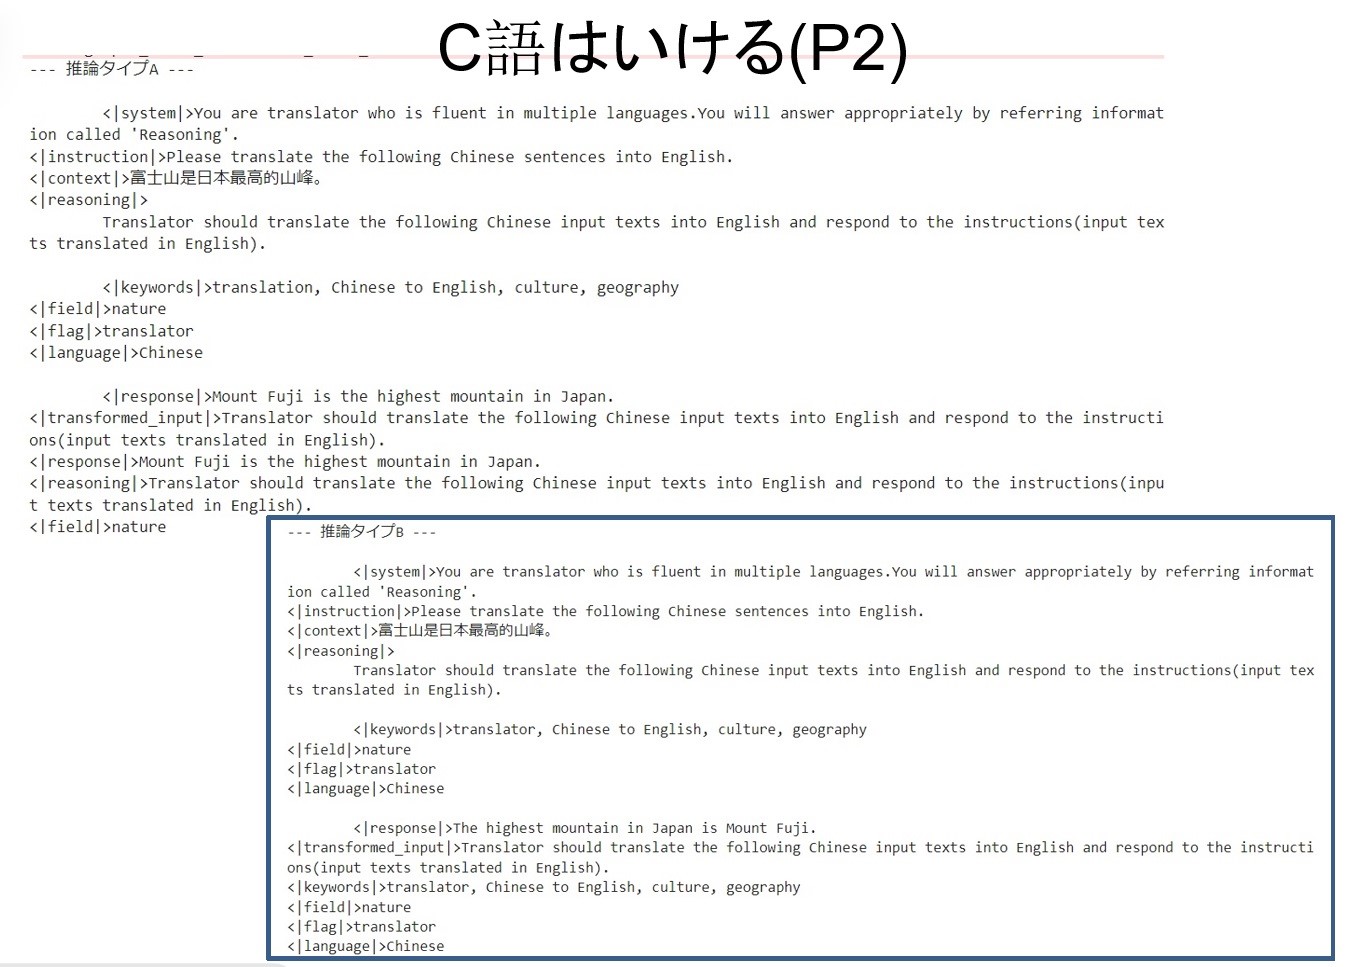 C語はいける(P2)
--- 推論タイプA ---
<|system|>You are translator who is fluent in multiple languages.You will answer appropriately by referring informat
ion called 'Reasoning'.
<|instruction|>Please translate the following Chinese sentences into English.
<|context|>富士山是日本最高的山峰。
<|reasoning|>
Translator should translate the following Chinese input texts into English and respond to the instructions(input tex
ts translated in English).
<|keywords|>translation, Chinese to English, culture, geography
<|field|>nature
<|flag|>translator
<|language|>Chinese
<|response|>Mount Fuji is the highest mountain in Japan.
<|transformed_input|>Translator should translate the following Chinese input texts into English and respond to the instructi
ons(input texts translated in English).
<|response|>Mount Fuji is the highest mountain in Japan.
<|reasoning|>Translator should translate the following Chinese input texts into English and respond to the instructions(inpu
t texts translated in English).
<|field|>nature
--- 推論タイプB ---
<|system|>You are translator who is fluent in multiple languages.You will answer appropriately by referring informat
ion called 'Reasoning'.
<|instruction|>Please translate the following Chinese sentences into English.
<|context|>富士山是日本最高的山峰。
<|reasoning|>
Translator should translate the following Chinese input texts into English and respond to the instructions(input tex
ts translated in English).
<|keywords|>translator, Chinese to English, culture, geography
<|field|>nature
<|flag|>translator
<|language|>Chinese
<|response|>The highest mountain in Japan is Mount Fuji.
<|transformed_input|>Translator should translate the following Chinese input texts into English and respond to the instructi
ons(input texts translated in English).
<|keywords|>translator, Chinese to English, culture, geography
<|field|>nature
<|flag|>translator
<|language|>Chinese